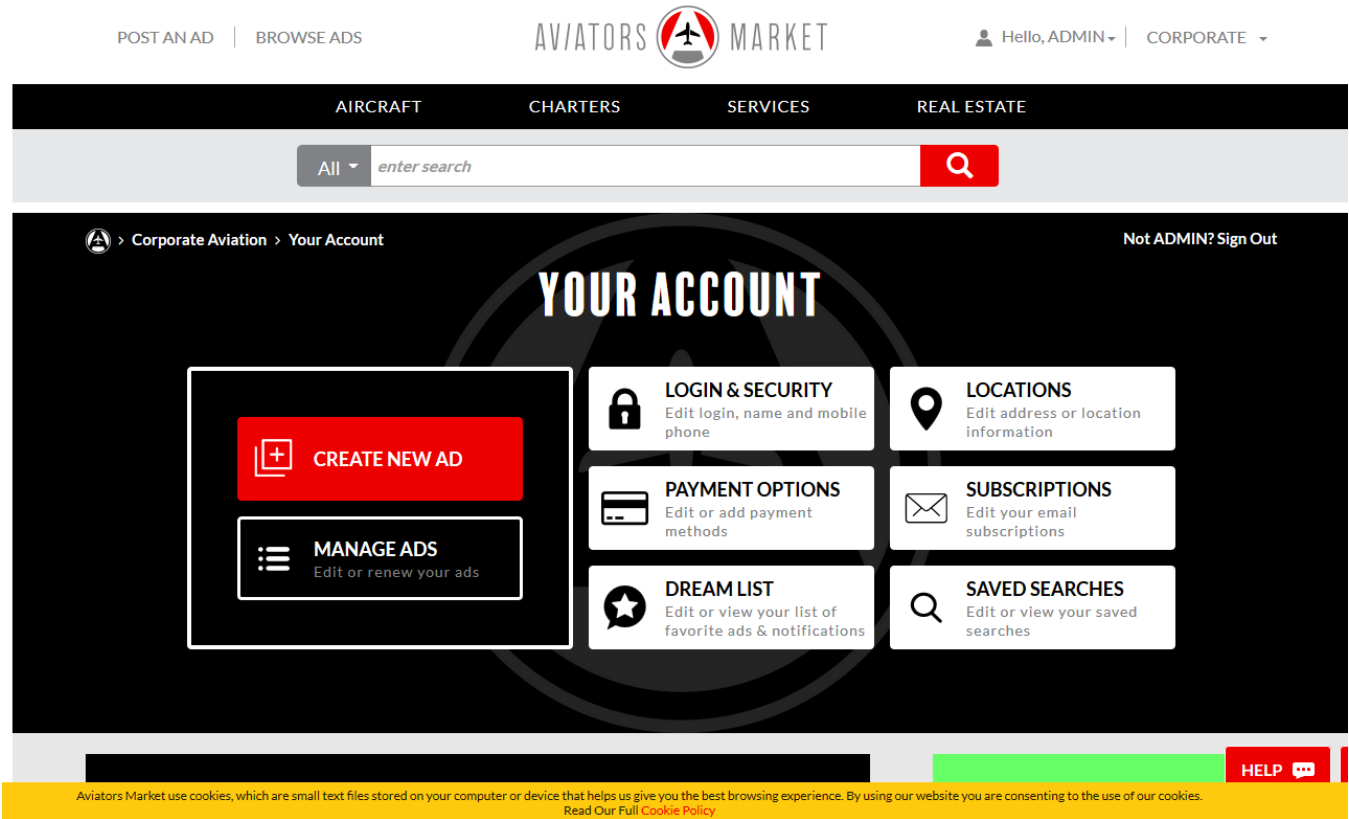 POST AN AD
BROWSE ADS
AVIATORS MARKET
Hello, ADMIN
CORPORATE
AIRCRAFT
CHARTERS
SERVICES
REAL ESTATE
All
enter search
> Corporate Aviation > Your Account
Not ADMIN? Sign Out
YOUR ACCOUNT
CREATE NEW AD
MANAGE ADS
Edit or renew your ads
LOGIN & SECURITY
Edit login, name and mobile
phone
LOCATIONS
Edit address or location
information
PAYMENT OPTIONS
Edit or add payment
methods
SUBSCRIPTIONS
Edit your email
subscriptions
DREAM LIST
Edit or view your list of
favorite ads & notifications
SAVED SEARCHES
Edit or view your saved
searches
HELP
Aviators Market use cookies, which are small text files stored on your computer or device that helps us give you the best browsing experience. By using our website you are consenting to the use of our cookies.
Read Our Full Cookie Policy